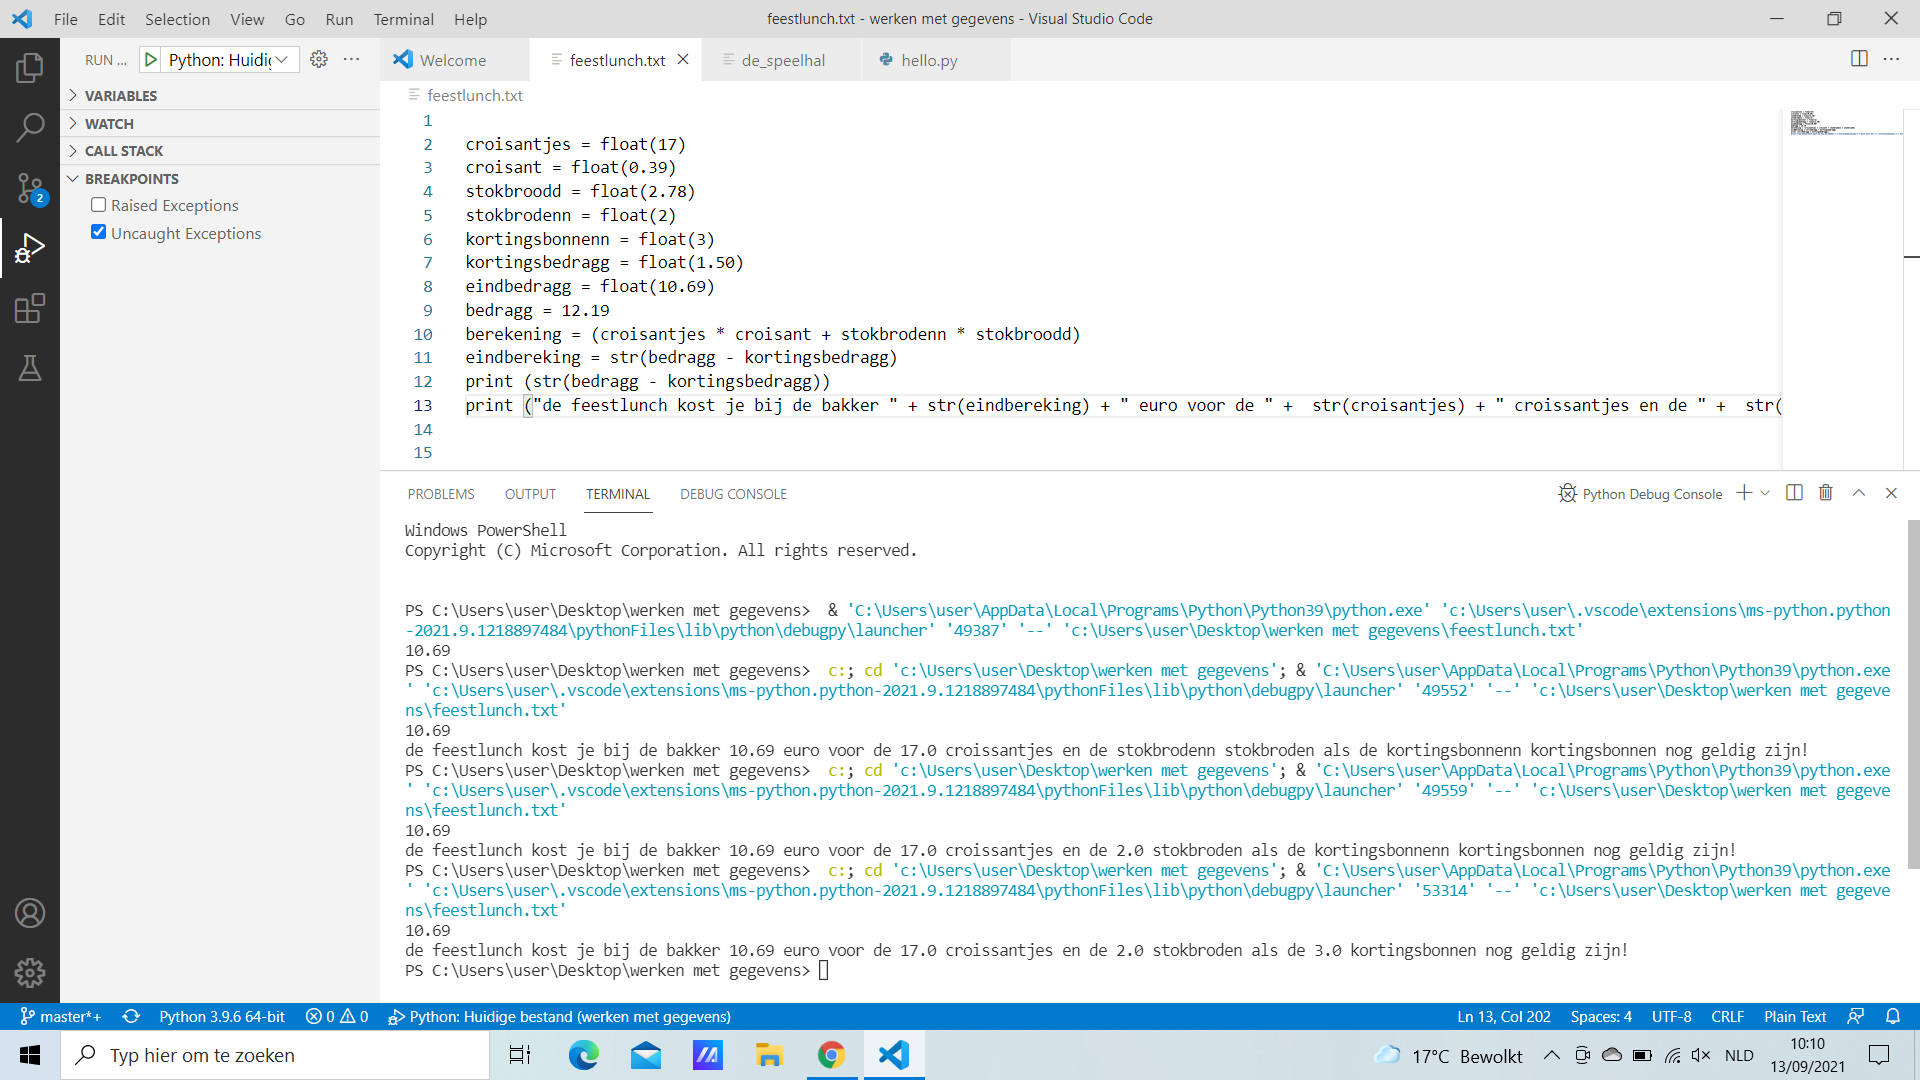 File Edit Selection View Go Run Terminal Help
feestlunch.txt - werken met gegevens - Visual Studio Code
RUN ... Python: Huidig
Welcome feestlunch.txt de_speelhal hello.py
VARIABLES
WATCH
CALL STACK
BREAKPOINTS
Raised Exceptions
Uncaught Exceptions
feestlunch.txt
1
2 croisantjes = float(17)
3 croisant = float(0.39)
4 stokbroodd = float(2.78)
5 stokbrodenn = float(2)
6 kortingsbonnenn = float(3)
7 kortingsbedragg = float(1.50)
8 eindbedragg = float(10.69)
9 bedragg = 12.19
10 berekening = (croisantjes * croisant + stokbrodenn * stokbroodd)
11 eindbereking = str(bedragg - kortingsbedragg)
12 print (str(bedragg - kortingsbedragg))
13 print ("de feestlunch kost je bij de bakker " + str(eindbereking) + " euro voor de " +  str(croisantjes) + " croissantjes en de " +  str(
14
15
PROBLEMS OUTPUT TERMINAL DEBUG CONSOLE
Python Debug Console
Windows PowerShell
Copyright (C) Microsoft Corporation. All rights reserved.
PS C:\Users\user\Desktop\werken met gegevens>  & 'C:\Users\user\AppData\Local\Programs\Python\Python39\python.exe' 'c:\Users\user\.vscode\extensions\ms-python.python
-2021.9.1218897484\pythonFiles\lib\python\debugpy\launcher' '49387' '--' 'c:\Users\user\Desktop\werken met gegevens\feestlunch.txt'
10.69
PS C:\Users\user\Desktop\werken met gegevens>  c:; cd 'c:\Users\user\Desktop\werken met gegevens'; & 'C:\Users\user\AppData\Local\Programs\Python\Python39\python.exe
' 'c:\Users\user\.vscode\extensions\ms-python.python-2021.9.1218897484\pythonFiles\lib\python\debugpy\launcher' '49552' '--' 'c:\Users\user\Desktop\werken met gegeve
ns\feestlunch.txt'
10.69
de feestlunch kost je bij de bakker 10.69 euro voor de 17.0 croissantjes en de stokbrodenn stokbroden als de kortingsbonnenn kortingsbonnen nog geldig zijn!
PS C:\Users\user\Desktop\werken met gegevens>  c:; cd 'c:\Users\user\Desktop\werken met gegevens'; & 'C:\Users\user\AppData\Local\Programs\Python\Python39\python.exe
' 'c:\Users\user\.vscode\extensions\ms-python.python-2021.9.1218897484\pythonFiles\lib\python\debugpy\launcher' '49559' '--' 'c:\Users\user\Desktop\werken met gegeve
ns\feestlunch.txt'
10.69
de feestlunch kost je bij de bakker 10.69 euro voor de 17.0 croissantjes en de 2.0 stokbroden als de kortingsbonnenn kortingsbonnen nog geldig zijn!
PS C:\Users\user\Desktop\werken met gegevens>  c:; cd 'c:\Users\user\Desktop\werken met gegevens'; & 'C:\Users\user\AppData\Local\Programs\Python\Python39\python.exe
' 'c:\Users\user\.vscode\extensions\ms-python.python-2021.9.1218897484\pythonFiles\lib\python\debugpy\launcher' '53314' '--' 'c:\Users\user\Desktop\werken met gegeve
ns\feestlunch.txt'
10.69
de feestlunch kost je bij de bakker 10.69 euro voor de 17.0 croissantjes en de 2.0 stokbroden als de 3.0 kortingsbonnen nog geldig zijn!
PS C:\Users\user\Desktop\werken met gegevens>
2
master*+ Python 3.9.6 64-bit 0 0 Python: Huidige bestand (werken met gegevens) Ln 13, Col 202 Spaces: 4 UTF-8 CRLF Plain Text
Typ hier om te zoeken
17°C Bewolkt NLD
10:10
13/09/2021